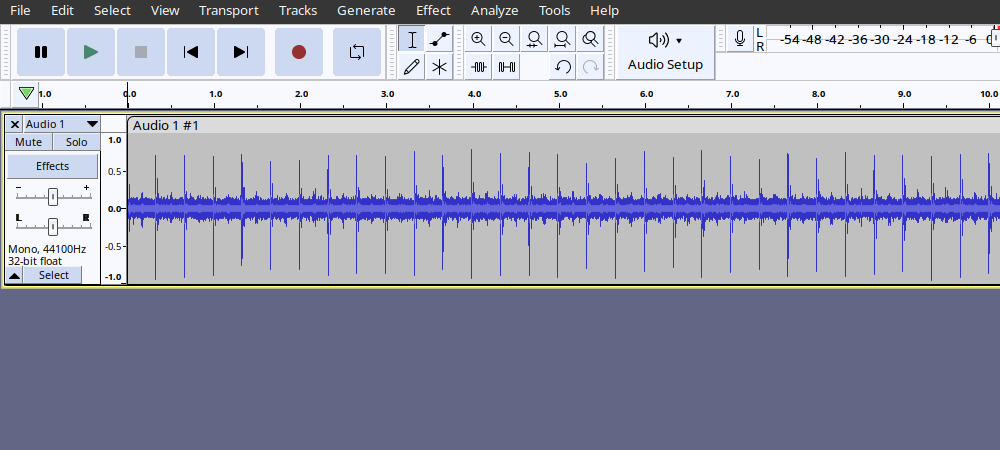 File Edit Select View Transport Tracks Generate Effect Analyze Tools Help
L
R
-54 -48 -42 -36 -30 -24 -18 -12 -6
Audio Setup
1.0 0.0 1.0 2.0 3.0 4.0 5.0 6.0 7.0 8.0 9.0 10.0
Audio 1
Audio 1 #1
Mute Solo
Effects
- +
L R
Mono, 44100Hz
32-bit float
Select
1.0
0.5-
0.0-
-0.5-
-1.0